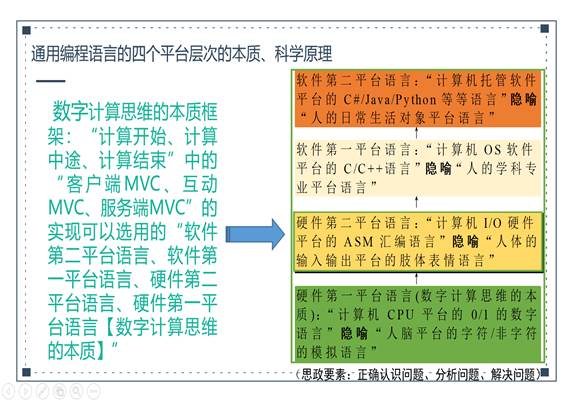 通用编程语言的四个平台层次的本质、科学原理
数字计算思维的本质框
架：“计算开始、计算
中途、计算结束”中的
“客户端MVC、互动
MVC、服务端MVC”的
实现可以选用的“软件
第二平台语言、软件第
一平台语言、硬件第二
平台语言、硬件第一平
台语言【数字计算思维
的本质】”
软件第二平台语言：“计算机托管软件
平台的 C#/Java/Python 等等语言”隐喻
“人的日常生活对象平台语言”
软件第一平台语言：“计算机 OS 软件
平台的 C/C++语言”隐喻“人的学科专
业平台语言”
硬件第二平台语言：“计算机 I/O 硬件
平台的 ASM 汇编语言”隐喻“人体的
输入输出平台的肢体表情语言”
硬件第一平台语言(数字计算思维的本
质)：“计算机 CPU 平台的 0/1 的数字
语言”隐喻“人脑平台的字符/非字符
的模拟语言”
（思政要素：正确认识问题、分析问题、解决问题）